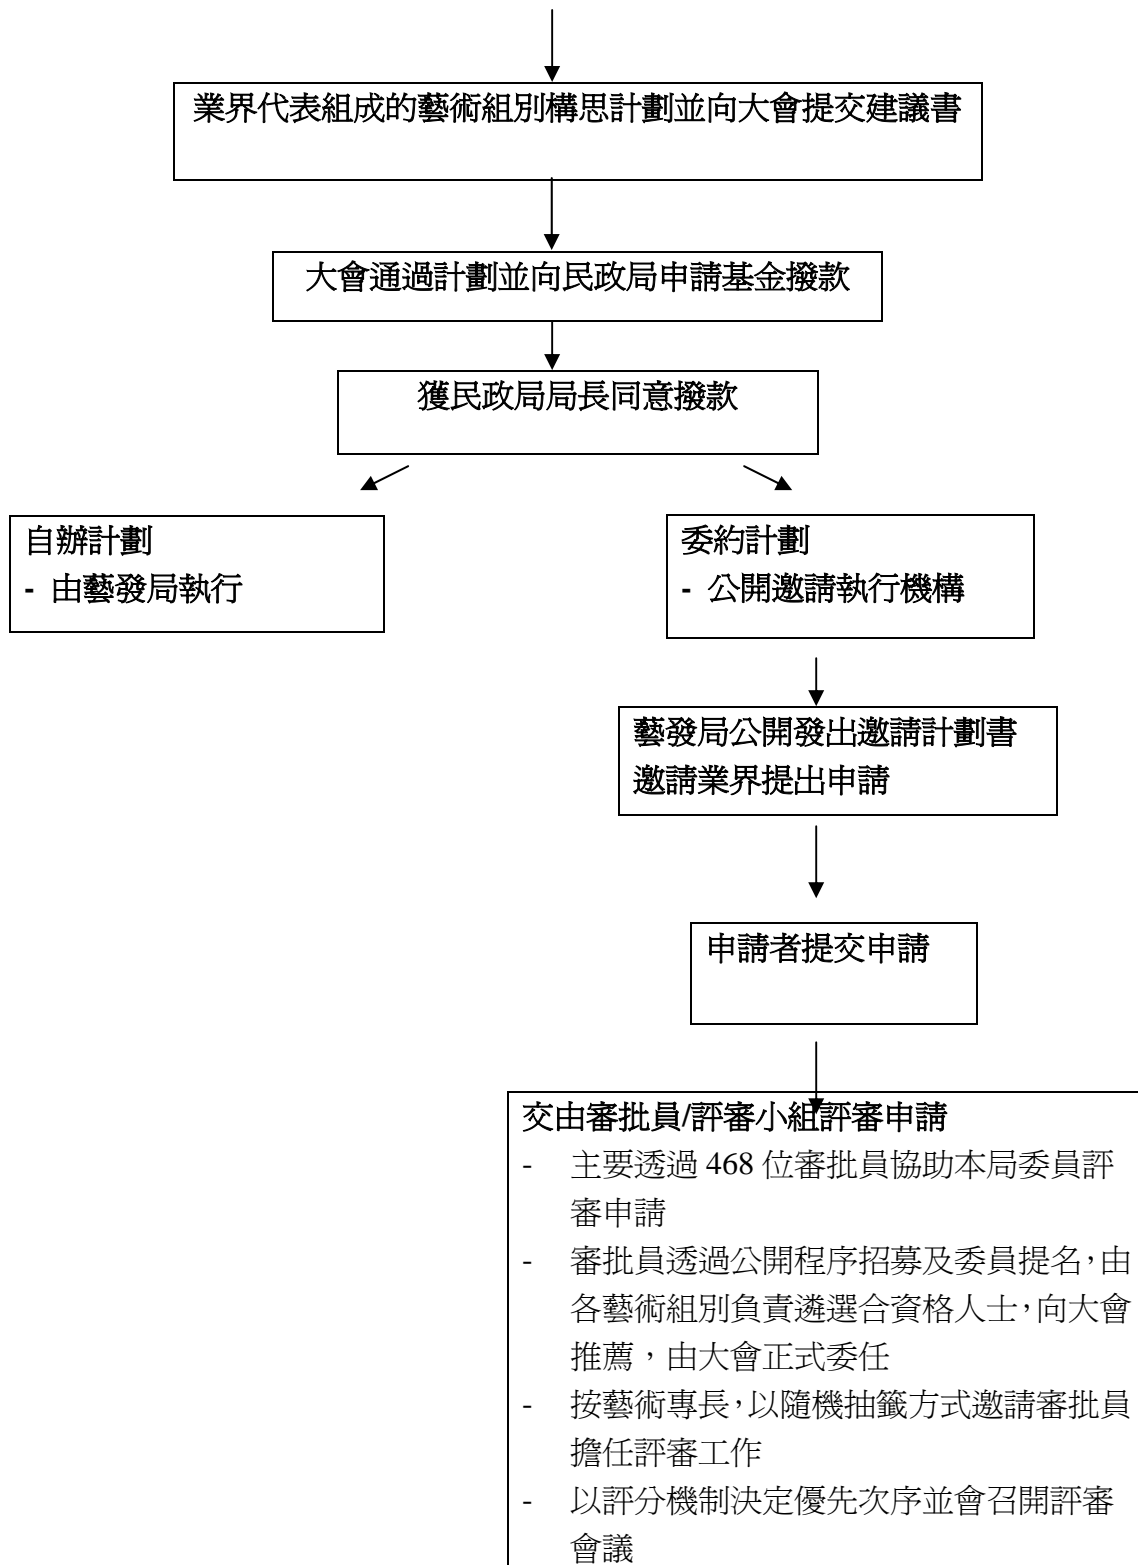 業界代表組成的藝術組別構思計劃並向大會提交建議書
大會通過計劃並向民政局申請基金撥款
獲民政局局長同意撥款
自辦計劃
- 由藝發局執行
委約計劃
- 公開邀請執行機構
藝發局公開發出邀請計劃書
邀請業界提出申請
申請者提交申請
交由審批員/評審小組評審申請
- 主要透過 468 位審批員協助本局委員評
審申請
- 審批員透過公開程序招募及委員提名，由
各藝術組別負責遴選合資格人士，向大會
推薦，由大會正式委任
- 按藝術專長，以隨機抽籤方式邀請審批員
擔任評審工作
- 以評分機制決定優先次序並會召開評審
會議